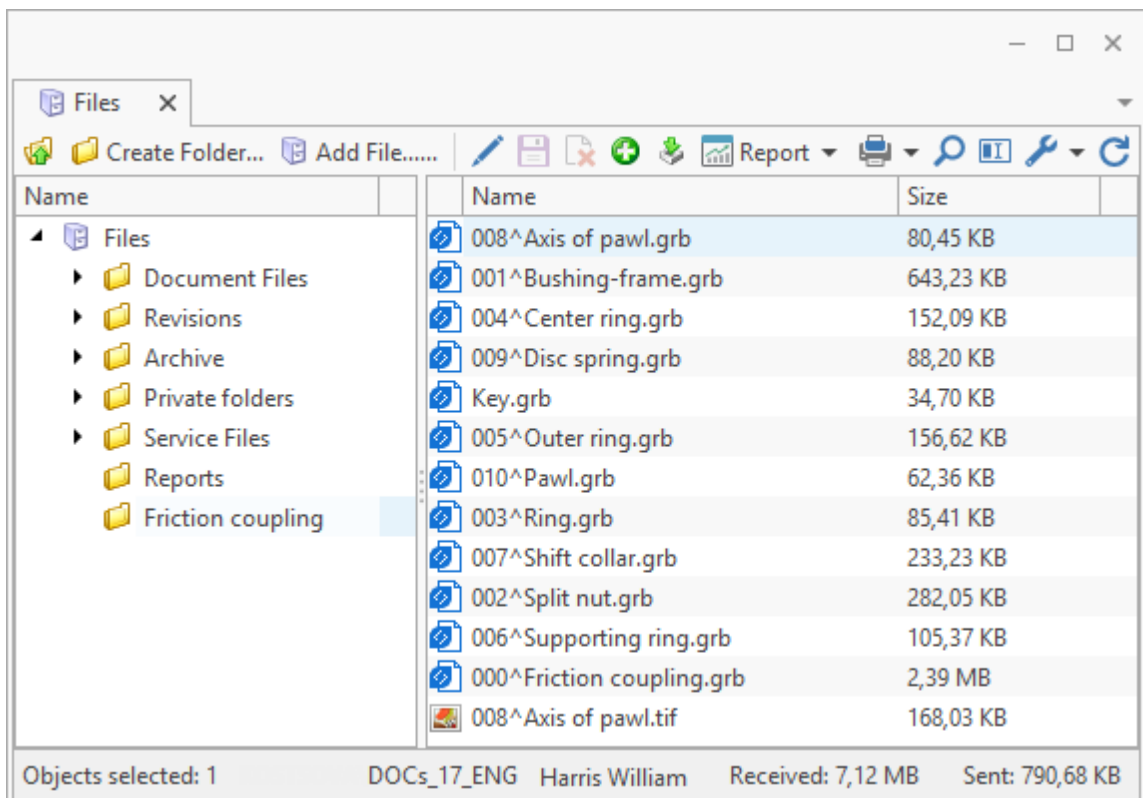 Files
Create Folder... Add File...... Report
Name
Files
Document Files
Revisions
Archive
Private folders
Service Files
Reports
Friction coupling
Name Size
008^Axis of pawl.grb 80,45 KB
001^Bushing-frame.grb 643,23 KB
004^Center ring.grb 152,09 KB
009^Disc spring.grb 88,20 KB
Key.grb 34,70 KB
005^Outer ring.grb 156,62 KB
010^Pawl.grb 62,36 KB
003^Ring.grb 85,41 KB
007^Shift collar.grb 233,23 KB
002^Split nut.grb 282,05 KB
006^Supporting ring.grb 105,37 KB
000^Friction coupling.grb 2,39 MB
008^Axis of pawl.tif 168,03 KB
Objects selected: 1 DOCs_17_ENG Harris William Received: 7,12 MB Sent: 790,68 KB